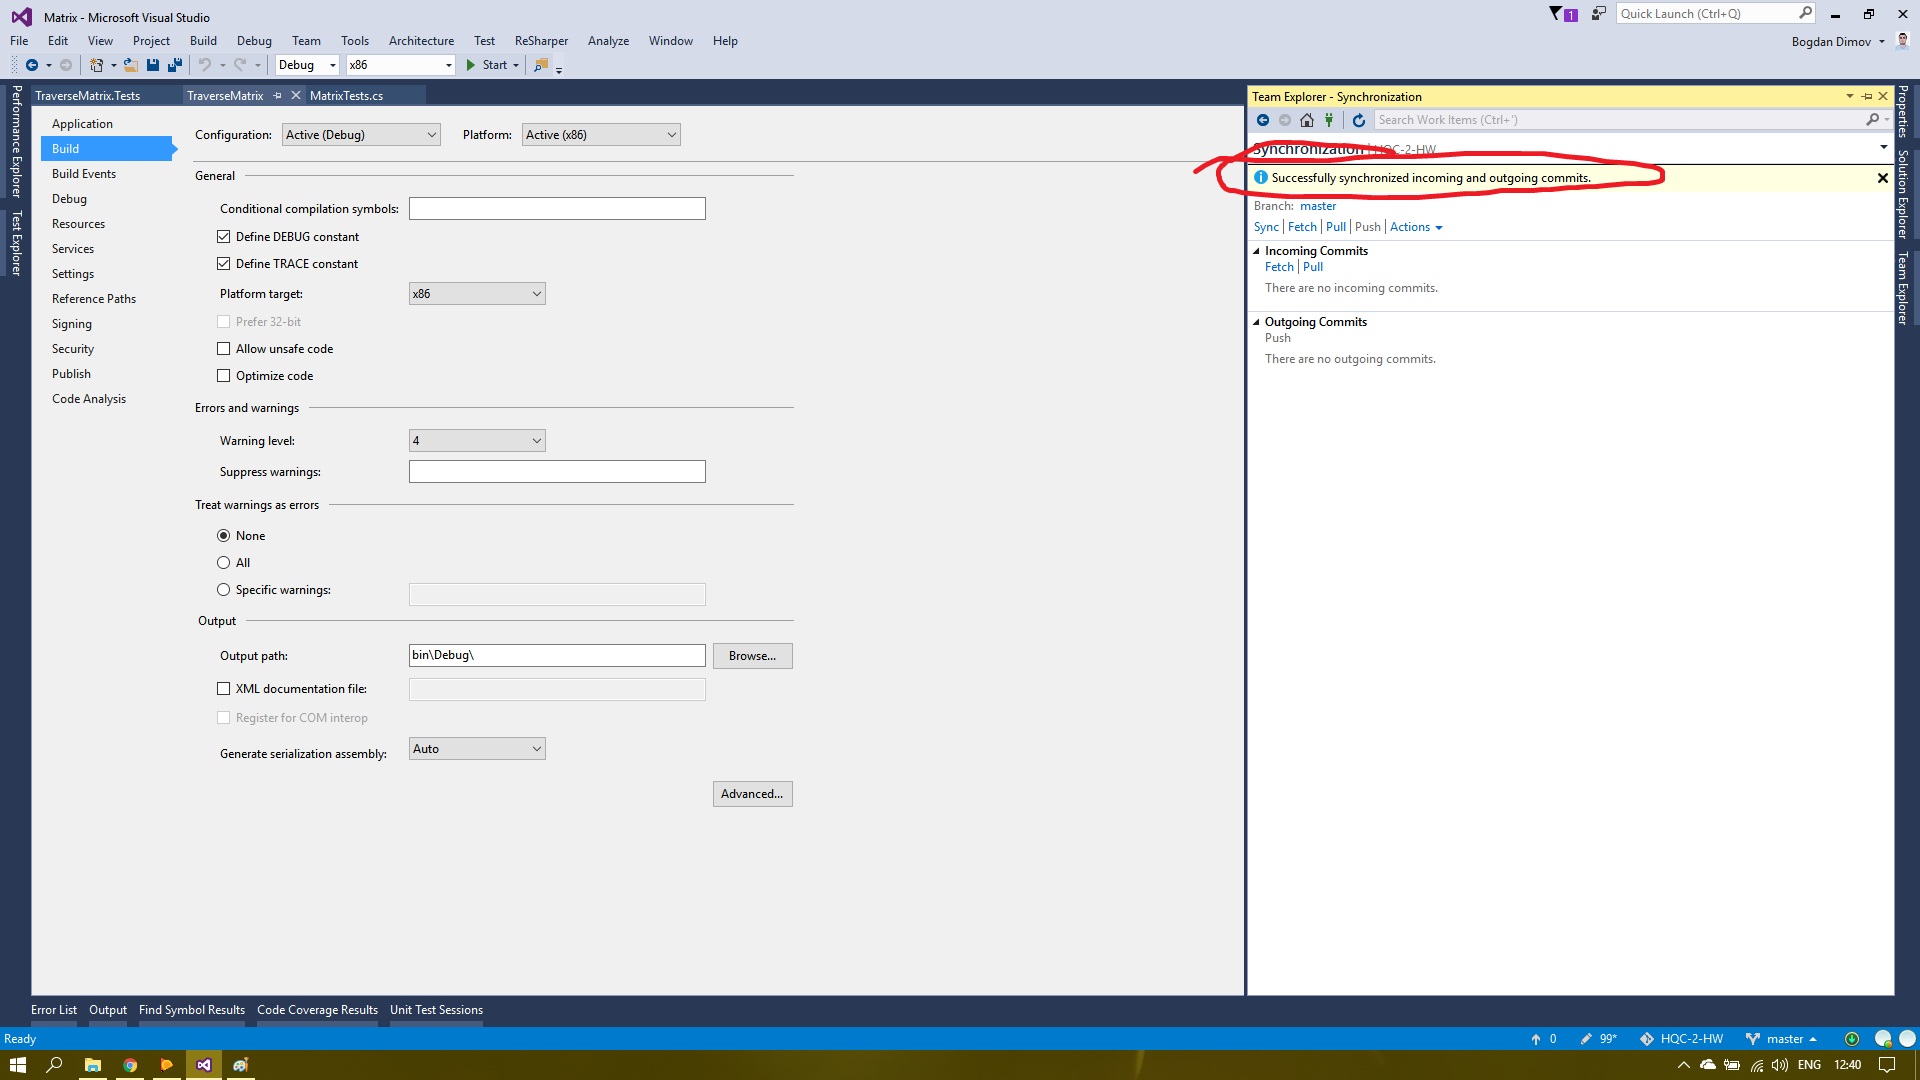 Matrix - Microsoft Visual Studio
1
Quick Launch (Ctrl+Q)
File Edit View Project Build Debug Team Tools Architecture Test ReSharper Analyze Window Help
Bogdan Dimov
Debug x86 Start
Performance Explorer
Test Explorer
TraverseMatrix.Tests TraverseMatrix MatrixTests.cs
Application
Build
Build Events
Debug
Resources
Services
Settings
Reference Paths
Signing
Security
Publish
Code Analysis
Configuration: Active (Debug) Platform: Active (x86)
General
Conditional compilation symbols:
Define DEBUG constant
Define TRACE constant
Platform target: x86
Prefer 32-bit
Allow unsafe code
Optimize code
Errors and warnings
Warning level: 4
Suppress warnings:
Treat warnings as errors
None
All
Specific warnings:
Output
Output path: bin\Debug\ Browse...
XML documentation file:
Register for COM interop
Generate serialization assembly: Auto
Advanced...
Team Explorer - Synchronization
Search Work Items (Ctrl+')
Synchronization | HQC-2-HW
Successfully synchronized incoming and outgoing commits.
Branch: master
Sync | Fetch | Pull | Push | Actions
Incoming Commits
Fetch | Pull
There are no incoming commits.
Outgoing Commits
Push
There are no outgoing commits.
Properties
Solution Explorer
Team Explorer
Error List Output Find Symbol Results Code Coverage Results Unit Test Sessions
Ready
0 99* HQC-2-HW master
ENG 12:40